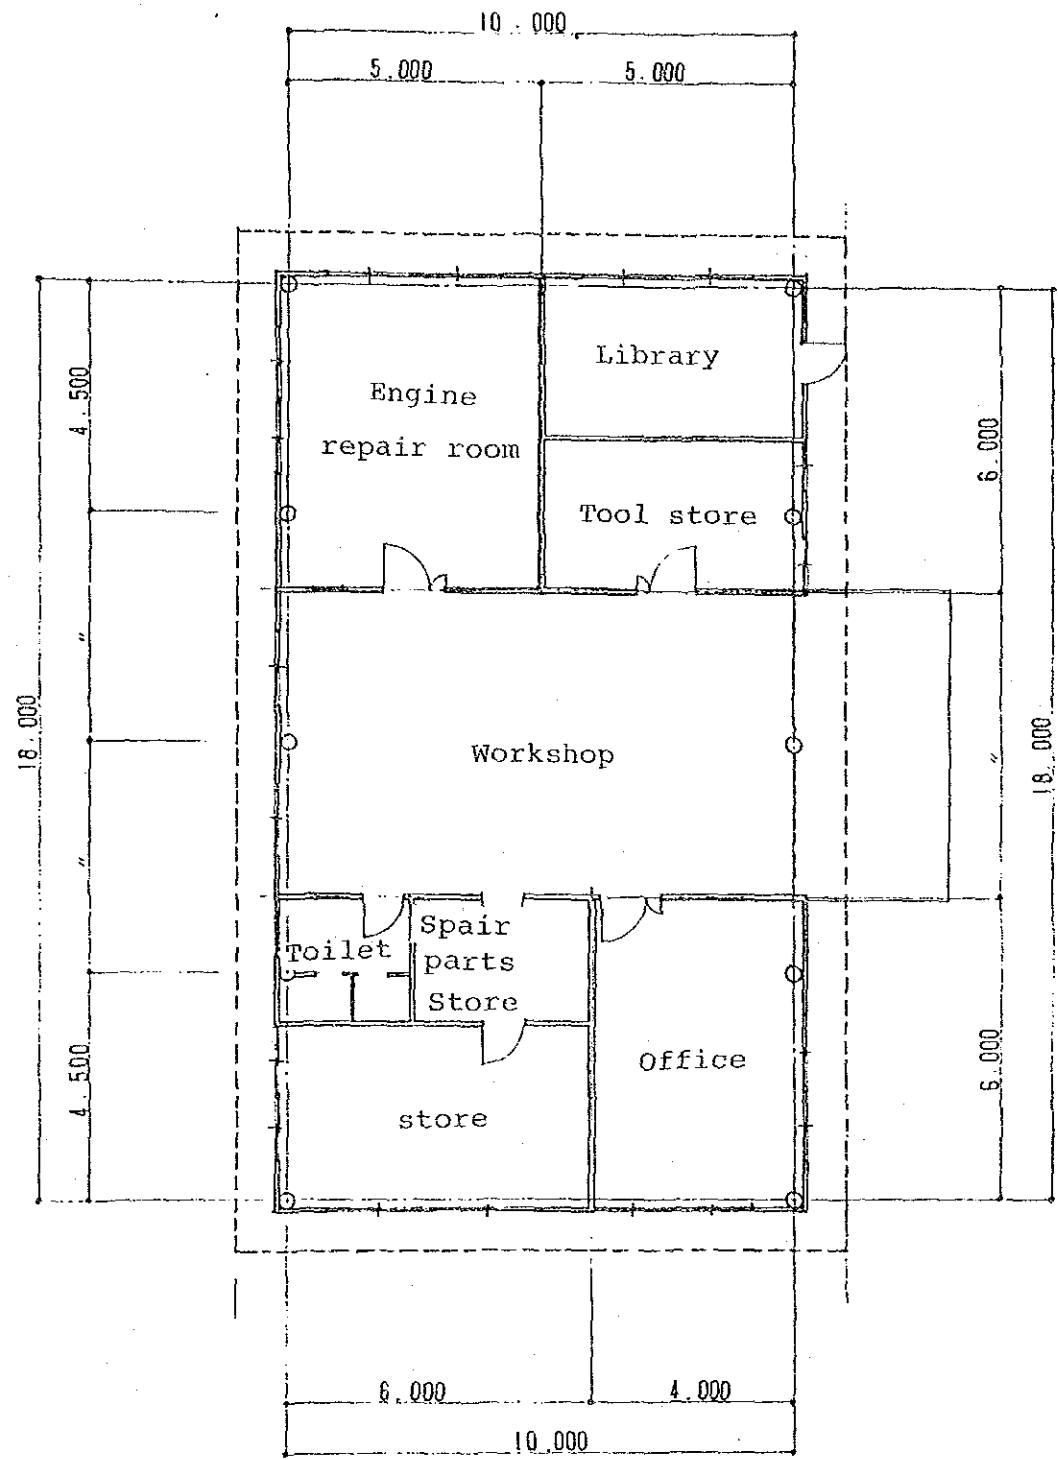 10.000
5.000
5.000
Library
Engine
repair room
4.500
6.000
Tool store
〃
18.000
Workshop
〃
18.000
〃
Toilet
Spair
parts
Store
Office
4.500
6.000
store
6.000
4.000
10.000